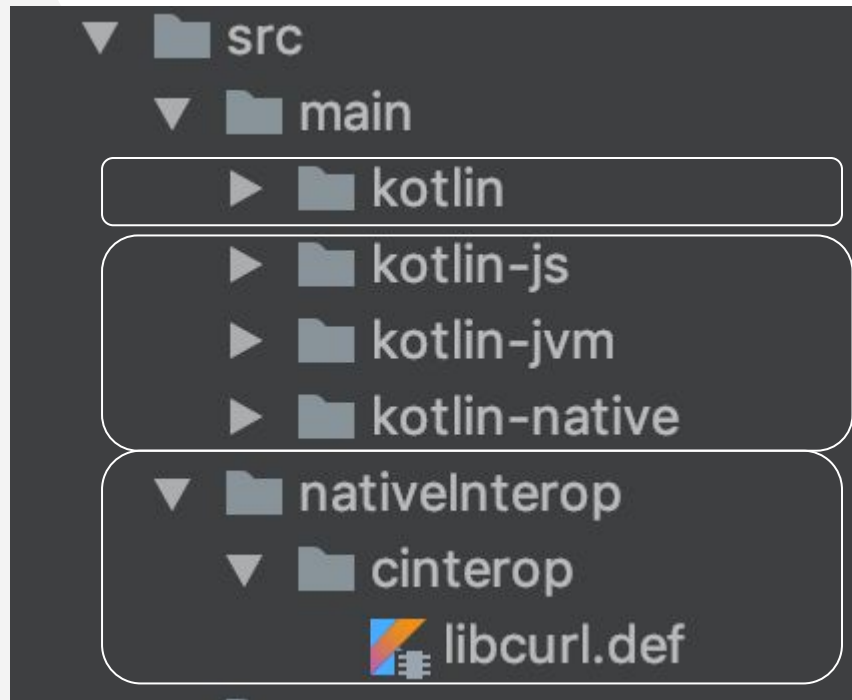 src
main
kotlin
kotlin-js
kotlin-jvm
kotlin-native
nativeInterop
cinterop
libcurl.def